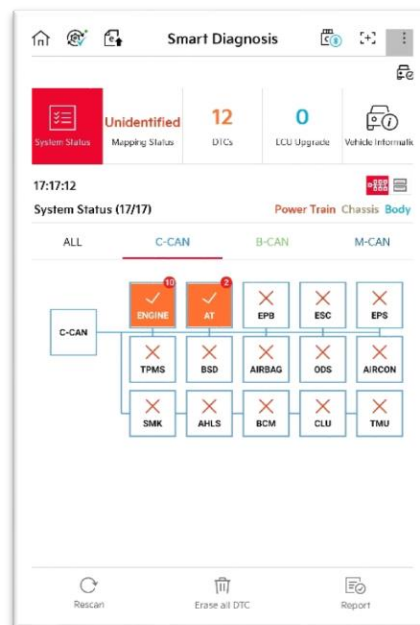 Smart Diagnosis
System Status
Unidentified
Mapping Status
12
DTCs
0
ECU Upgrade
Vehicle Informatic
17:17:12
System Status (17/17)
Power Train Chassis Body
ALL C-CAN B-CAN M-CAN
C-CAN
10 2
ENGINE AT EPB ESC EPS
TPMS BSD AIRBAG ODS AIRCON
SMK AHLS BCM CLU TMU
Rescan Erase all DTC Report